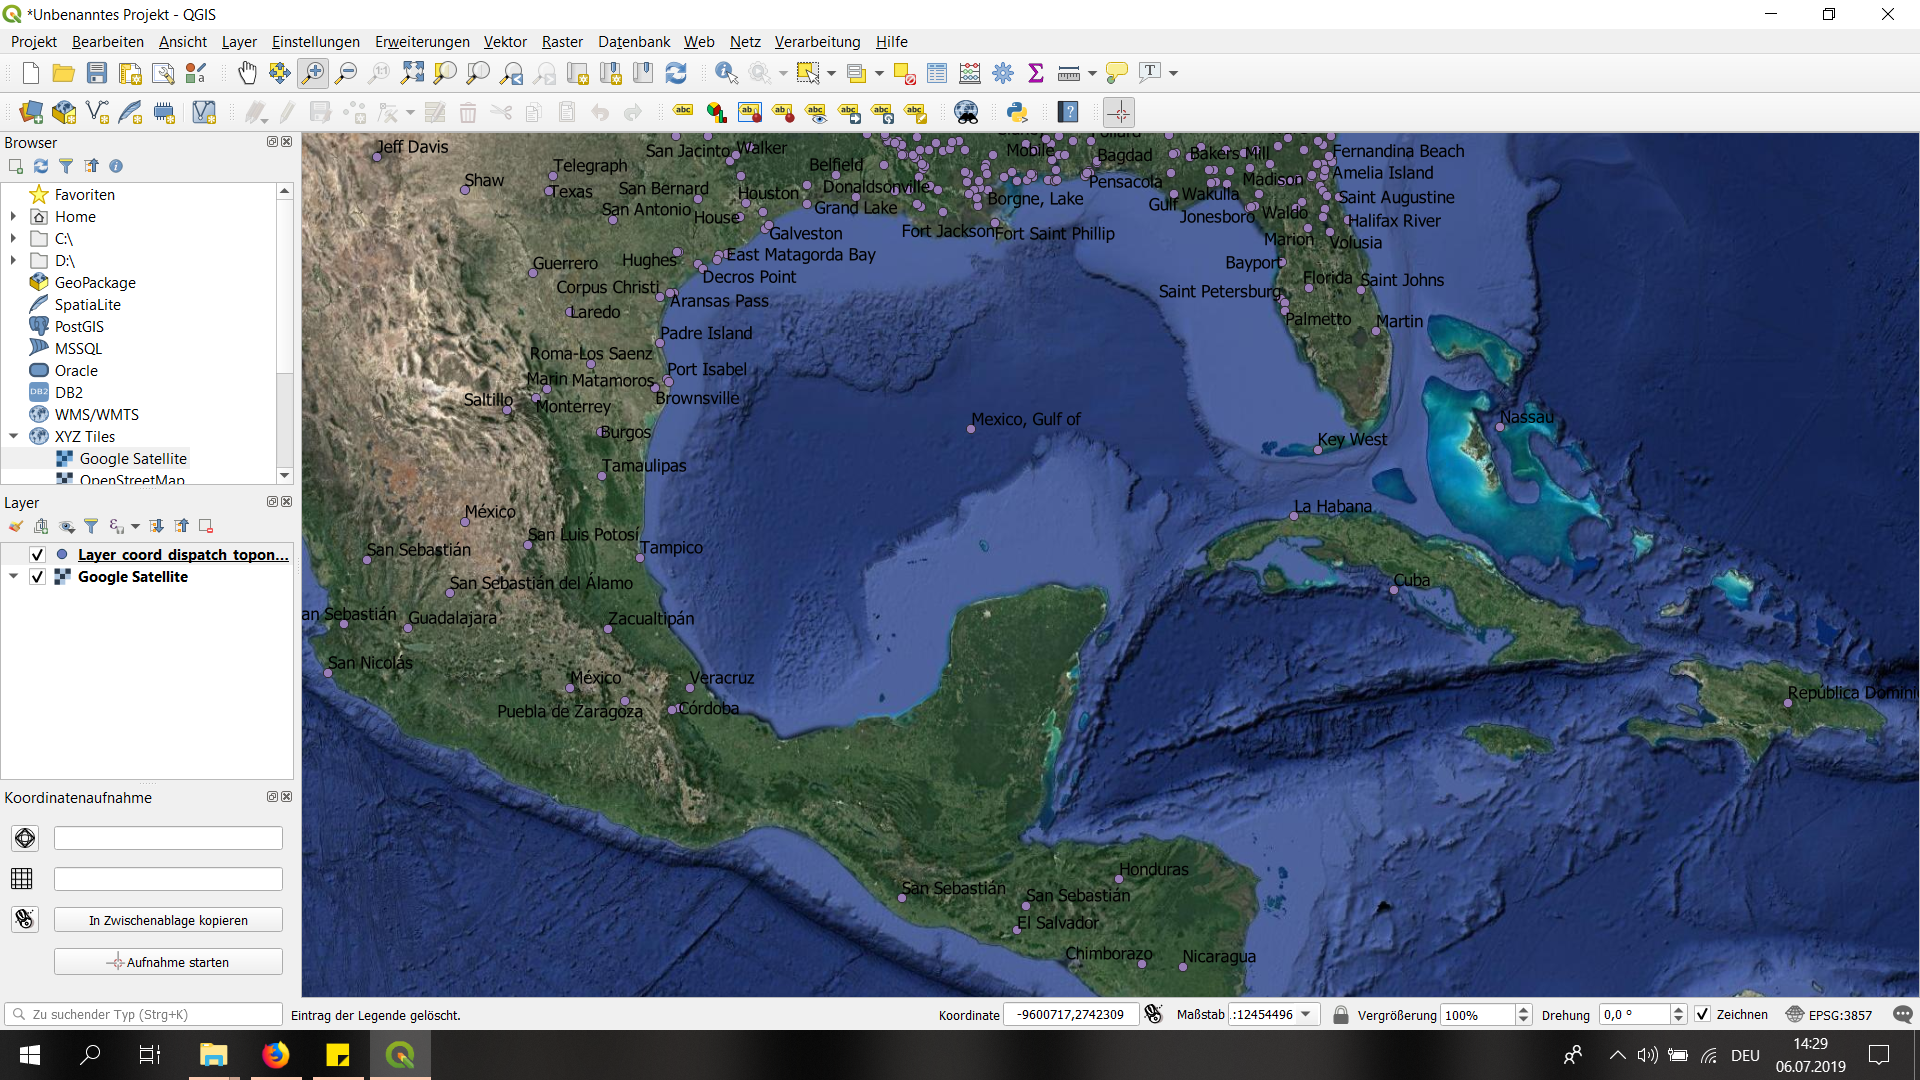 *Unbenanntes Projekt - QGIS
Projekt Bearbeiten Ansicht Layer Einstellungen Erweiterungen Vektor Raster Datenbank Web Netz Verarbeitung Hilfe
Browser
Favoriten
Home
C:\
D:\
GeoPackage
SpatiaLite
PostGIS
MSSQL
Oracle
DB2
WMS/WMTS
XYZ Tiles
Google Satellite
OpenStreetMap
Layer
Layer coord dispatch topon...
Google Satellite
Koordinatenaufnahme
In Zwischenablage kopieren
Aufnahme starten
Jeff Davis
San Jacinto Walker
Mobile
Bagdad
Bakers Mill
Fernandina Beach
Telegraph
Belfield
Amelia Island
Shaw
Texas
San Bernard
Houston
Donaldsonville
Pensacola
Madison
Saint Augustine
San Antonio
House
Grand Lake
Borgne, Lake
Gulf
Wakulla
Jonesboro
Waldo
Halifax River
Galveston
Fort Jackson
Fort Saint Phillip
Marion
Volusia
Guerrero
Hughes
East Matagorda Bay
Bayport
Decros Point
Florida
Saint Johns
Corpus Christi
Aransas Pass
Saint Petersburg
Laredo
Palmetto
Martin
Padre Island
Roma-Los Saenz
Port Isabel
Marin
Matamoros
Saltillo
Monterrey
Brownsville
Mexico, Gulf of
Nassau
Burgos
Key West
Tamaulipas
México
La Habana
San Luis Potosí
San Sebastián
Tampico
San Sebastián del Álamo
Cuba
an Sebastián
Guadalajara
Zacualtipán
San Nicolás
México
Veracruz
República Domini
Puebla de Zaragoza
Córdoba
Honduras
San Sebastián
San Sebastián
El Salvador
Chimborazo
Nicaragua
Zu suchender Typ (Strg+K)
Eintrag der Legende gelöscht.
Koordinate -9600717,2742309 Maßstab .:12454496 Vergrößerung 100% Drehung 0,0 ° Zeichnen EPSG:3857
DEU
14:29
06.07.2019